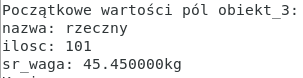 Początkowe wartości pól obiekt_3:
nazwa: rzeczny
ilosc: 101
sr_waga: 45.450000kg